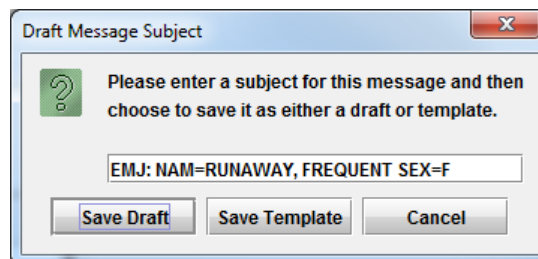 Draft Message Subject
Please enter a subject for this message and then
choose to save it as either a draft or template.
EMJ: NAM=RUNAWAY, FREQUENT SEX=F
Save Draft Save Template Cancel